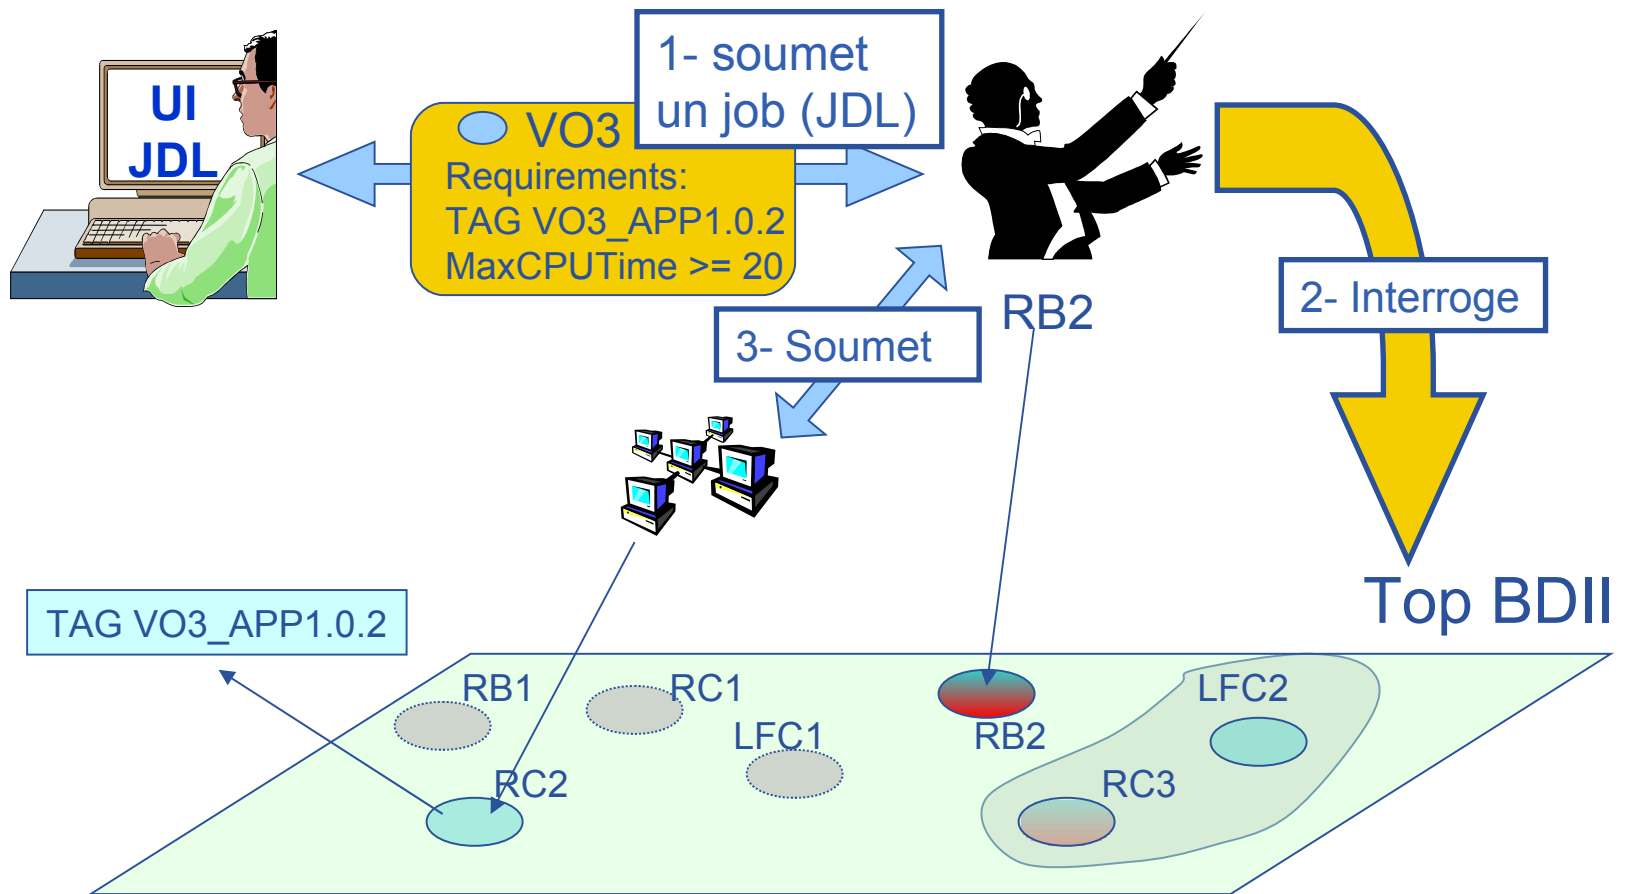 UI
JDL
VO3
Requirements:
TAG VO3_APP1.0.2
MaxCPUTime >= 20
1- soumet
un job (JDL)
RB2
2- Interroge
3- Soumet
Top BDII
TAG VO3_APP1.0.2
RB1
RC1
LFC1
RC2
RB2
LFC2
RC3